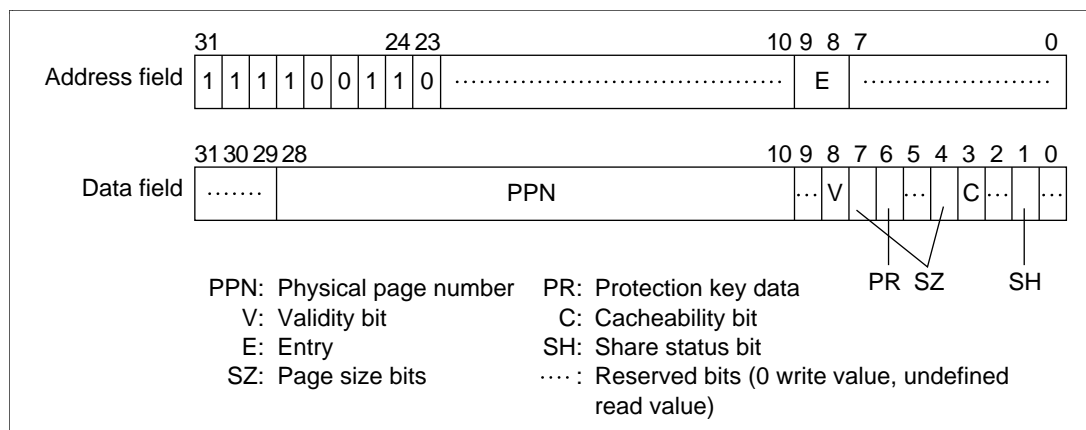 31 24 23 10 9 8 7 0
Address field 1 1 1 1 0 0 1 1 0 ........................ E ......................
31 30 29 28 10 9 8 7 6 5 4 3 2 1 0
Data field ....... PPN ... V ... C ... ...
PR SZ SH
PPN: Physical page number PR: Protection key data
V: Validity bit C: Cacheability bit
E: Entry SH: Share status bit
SZ: Page size bits ····: Reserved bits (0 write value, undefined
read value)